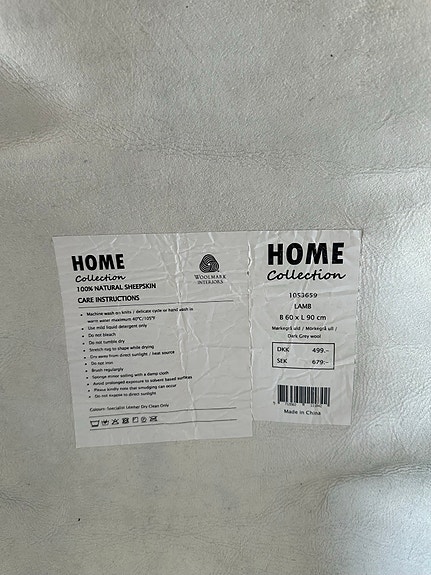 HOME
Collection
100% NATURAL SHEEPSKIN
CARE INSTRUCTIONS
WOOLMARK
INTERIORS
• Machine wash on knits / delicate cycle or hand wash in
warm water maximum 40°C/105°F
• Use mild liquid detergent only
• Do not bleach
• Do not tumble dry
• Stretch rug to shape while drying
• Dry away from direct sunlight / heat source
• Do not iron
• Brush regularly
• Sponge minor soiling with a damp cloth
• Avoid prolonged exposure to solvent based surfaces
• Please kindly note that smudging can occur
• Do not expose to direct sunlight
Colours: Specialist Leather Dry Clean Only
HOME
Collection
1053659
LAMB
B 60 x L 90 cm
Mørkegrå uld / Mörkegrå ull /
Dark Grey wool
DKK 499.-
SEK 679:-
Made in China